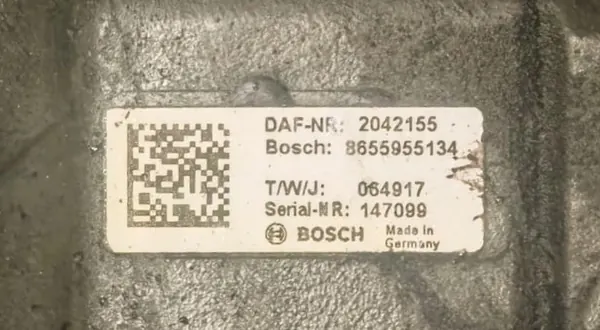 DAF-NR: 2042155
Bosch: 8655955134
T/W/J: 064917
Serial-NR: 147099
BOSCH Made in
Germany